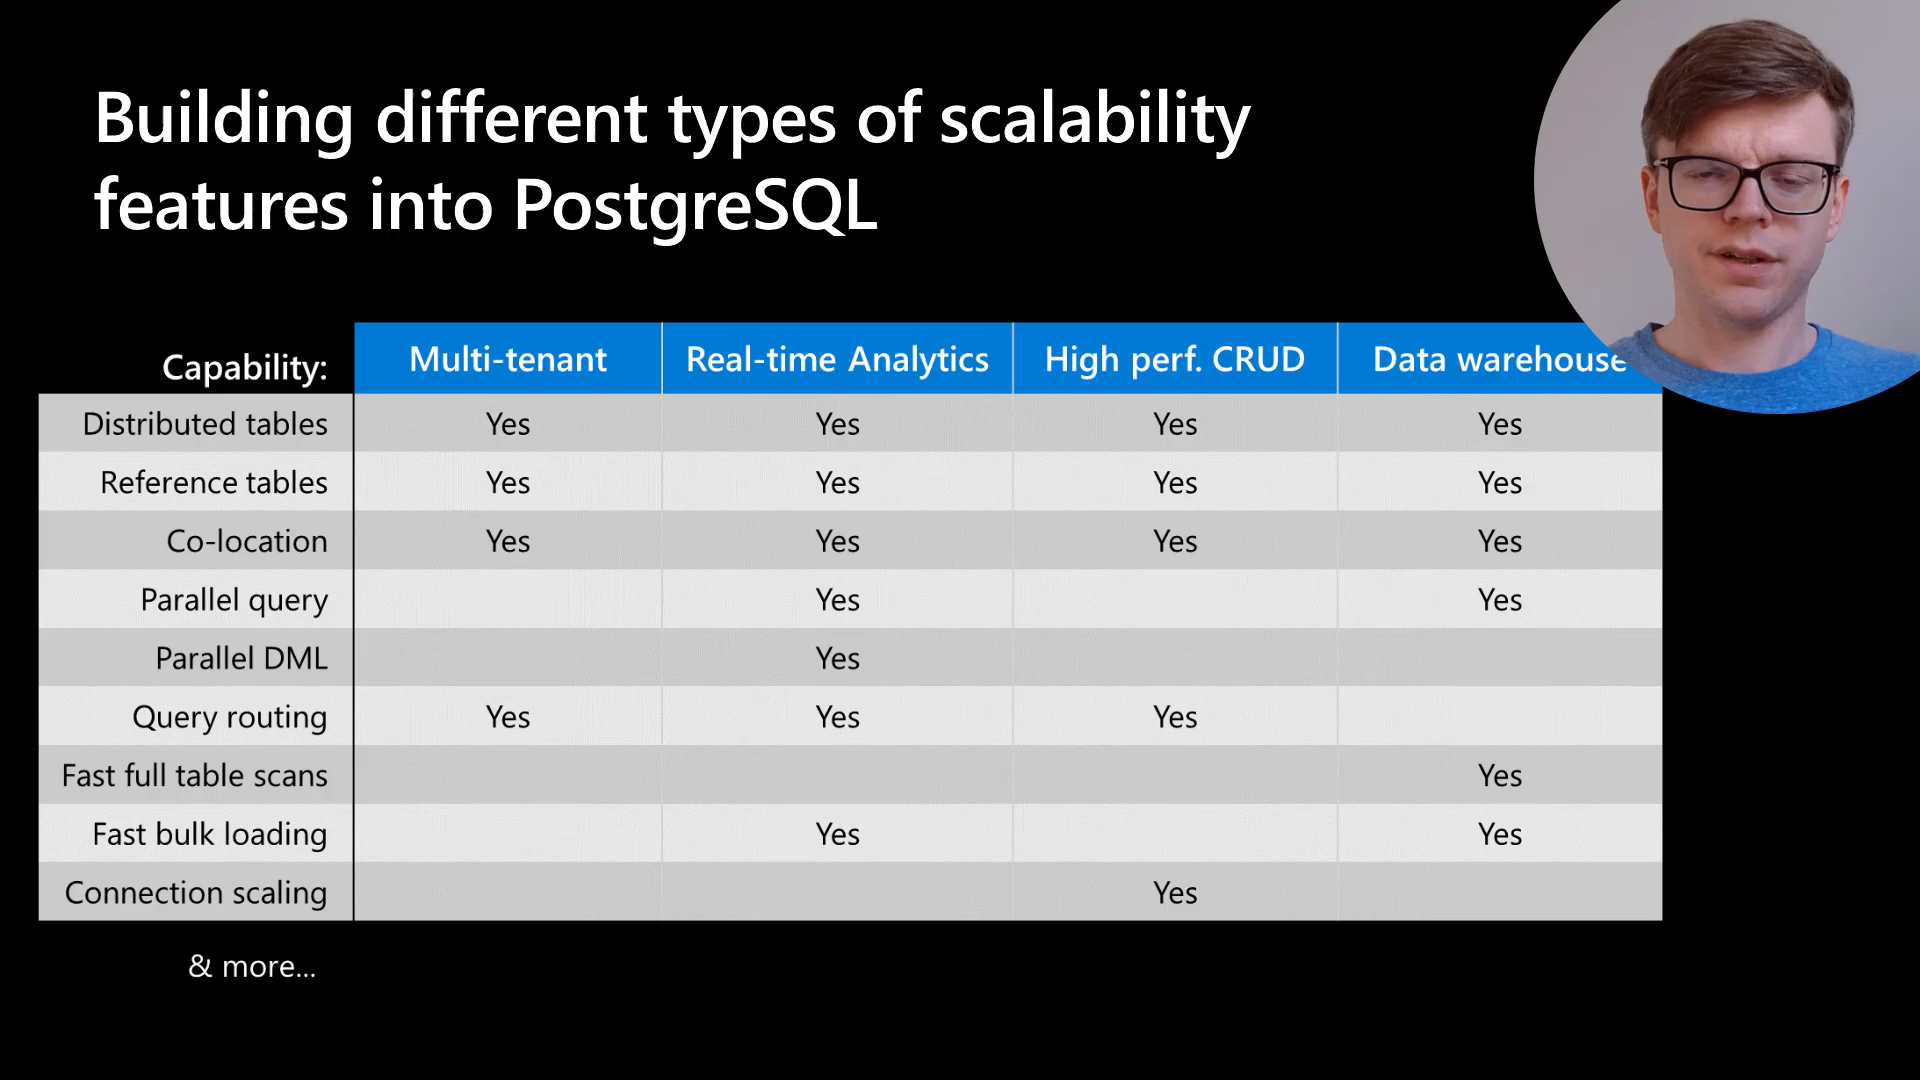 Building different types of scalability
features into PostgreSQL
Capability: Multi-tenant Real-time Analytics High perf. CRUD Data warehouse
Distributed tables Yes Yes Yes Yes
Reference tables Yes Yes Yes Yes
Co-location Yes Yes Yes Yes
Parallel query Yes Yes
Parallel DML Yes
Query routing Yes Yes Yes
Fast full table scans Yes
Fast bulk loading Yes Yes
Connection scaling Yes
& more...